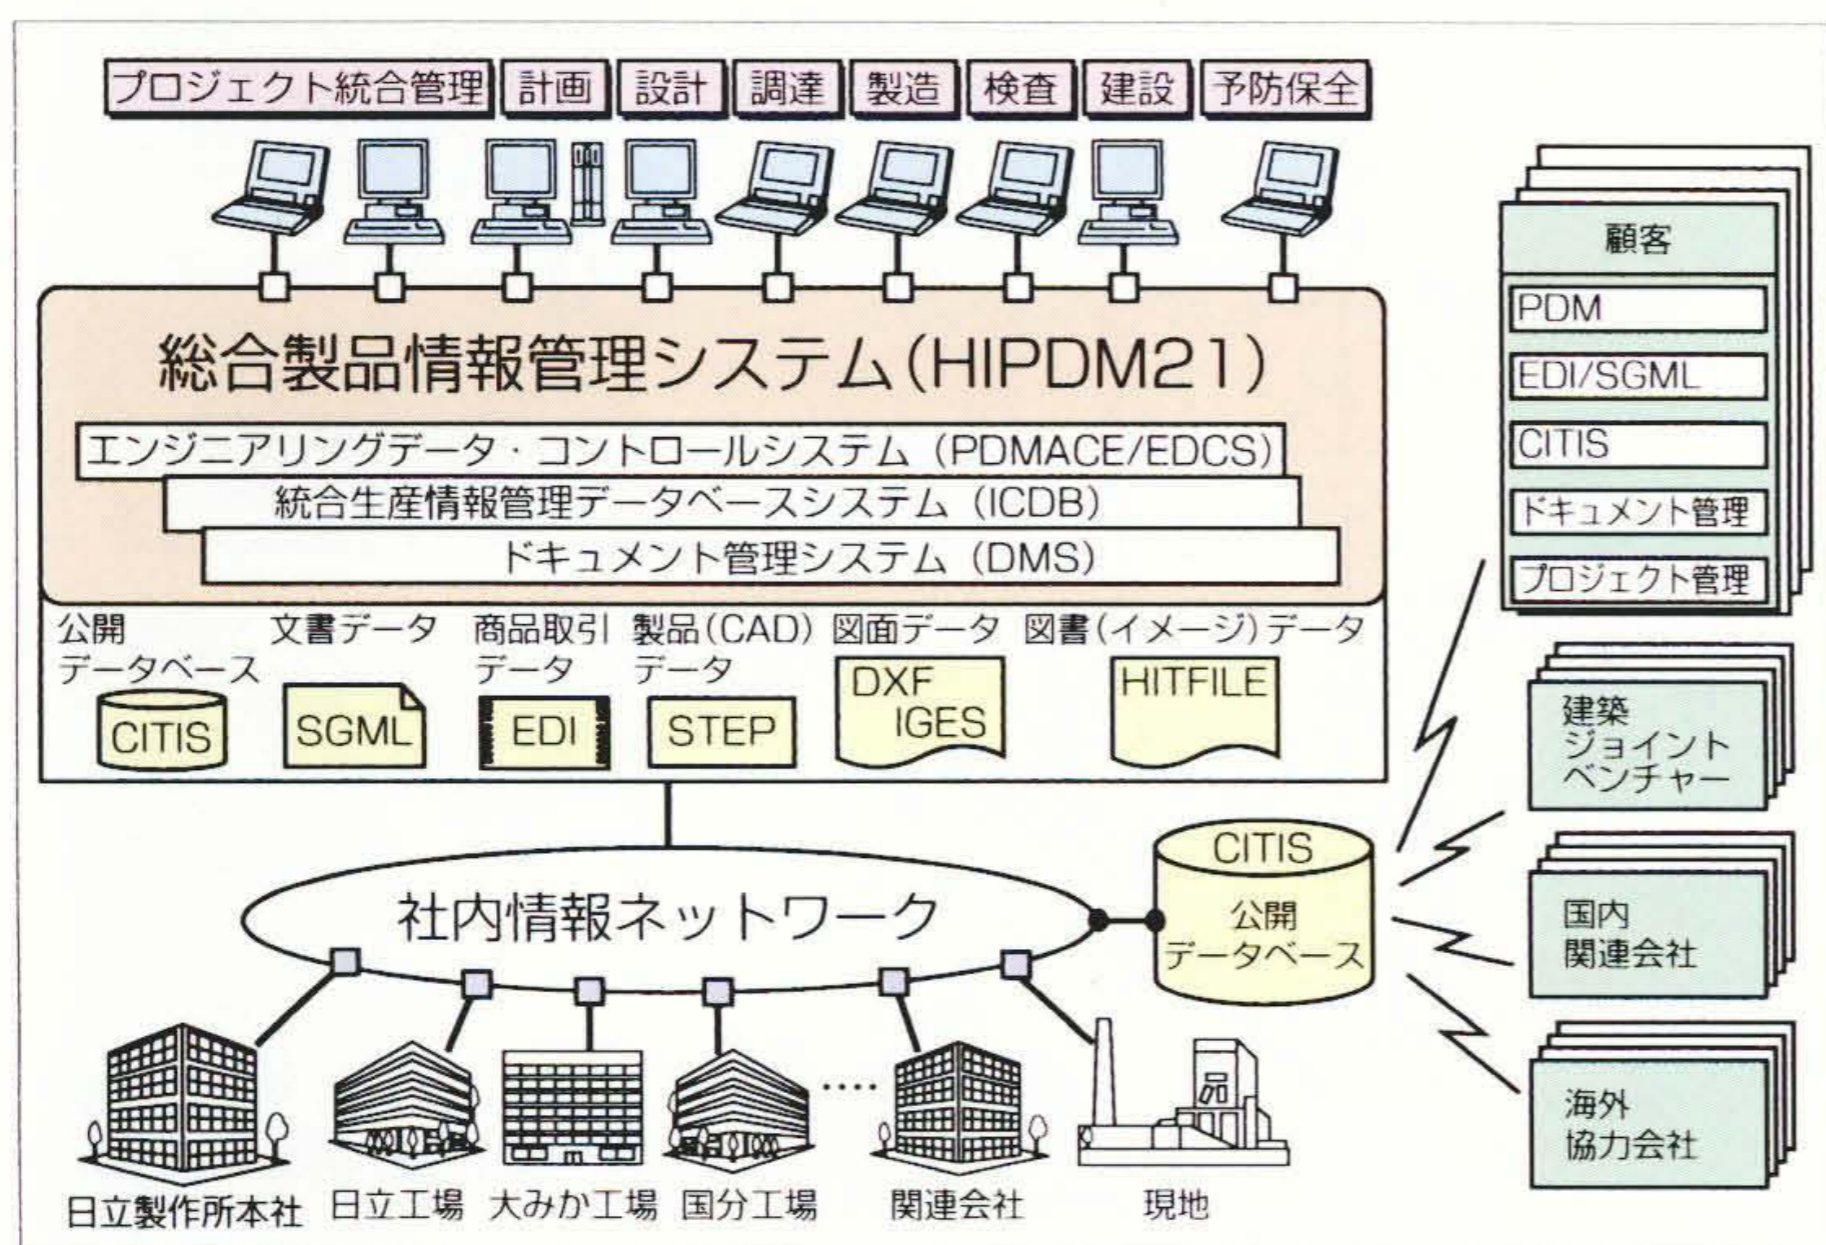 プロジェクト統合管理 計画 設計 調達 製造 検査 建設 予防保全
総合製品情報管理システム(HIPDM21)
エンジニアリングデータ・コントロールシステム (PDMACE/EDCS)
統合生産情報管理データベースシステム (ICDB)
ドキュメント管理システム (DMS)
公開
データベース
CITIS
文書データ
SGML
商品取引
データ
EDI
製品(CAD)
データ
STEP
図面データ
DXF
IGES
図書(イメージ)データ
HITFILE
社内情報ネットワーク
CITIS
公開
データベース
日立製作所本社
日立工場
大みか工場
国分工場
....
関連会社
現地
顧客
PDM
EDI/SGML
CITIS
ドキュメント管理
プロジェクト管理
建築
ジョイント
ベンチャー
国内
関連会社
海外
協力会社